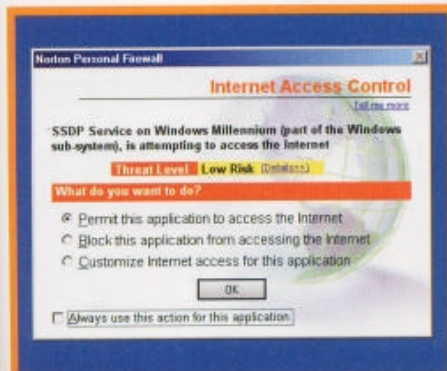 Norton Personal Firewall
Internet Access Control
Tell me more
SSDP Service on Windows Millennium (part of the Windows
sub-system), is attempting to access the Internet
Threat Level Low Risk (Details>>)
What do you want to do?
Permit this application to access the Internet
Block this application from accessing the Internet
Customize Internet access for this application
OK
Always use this action for this application.